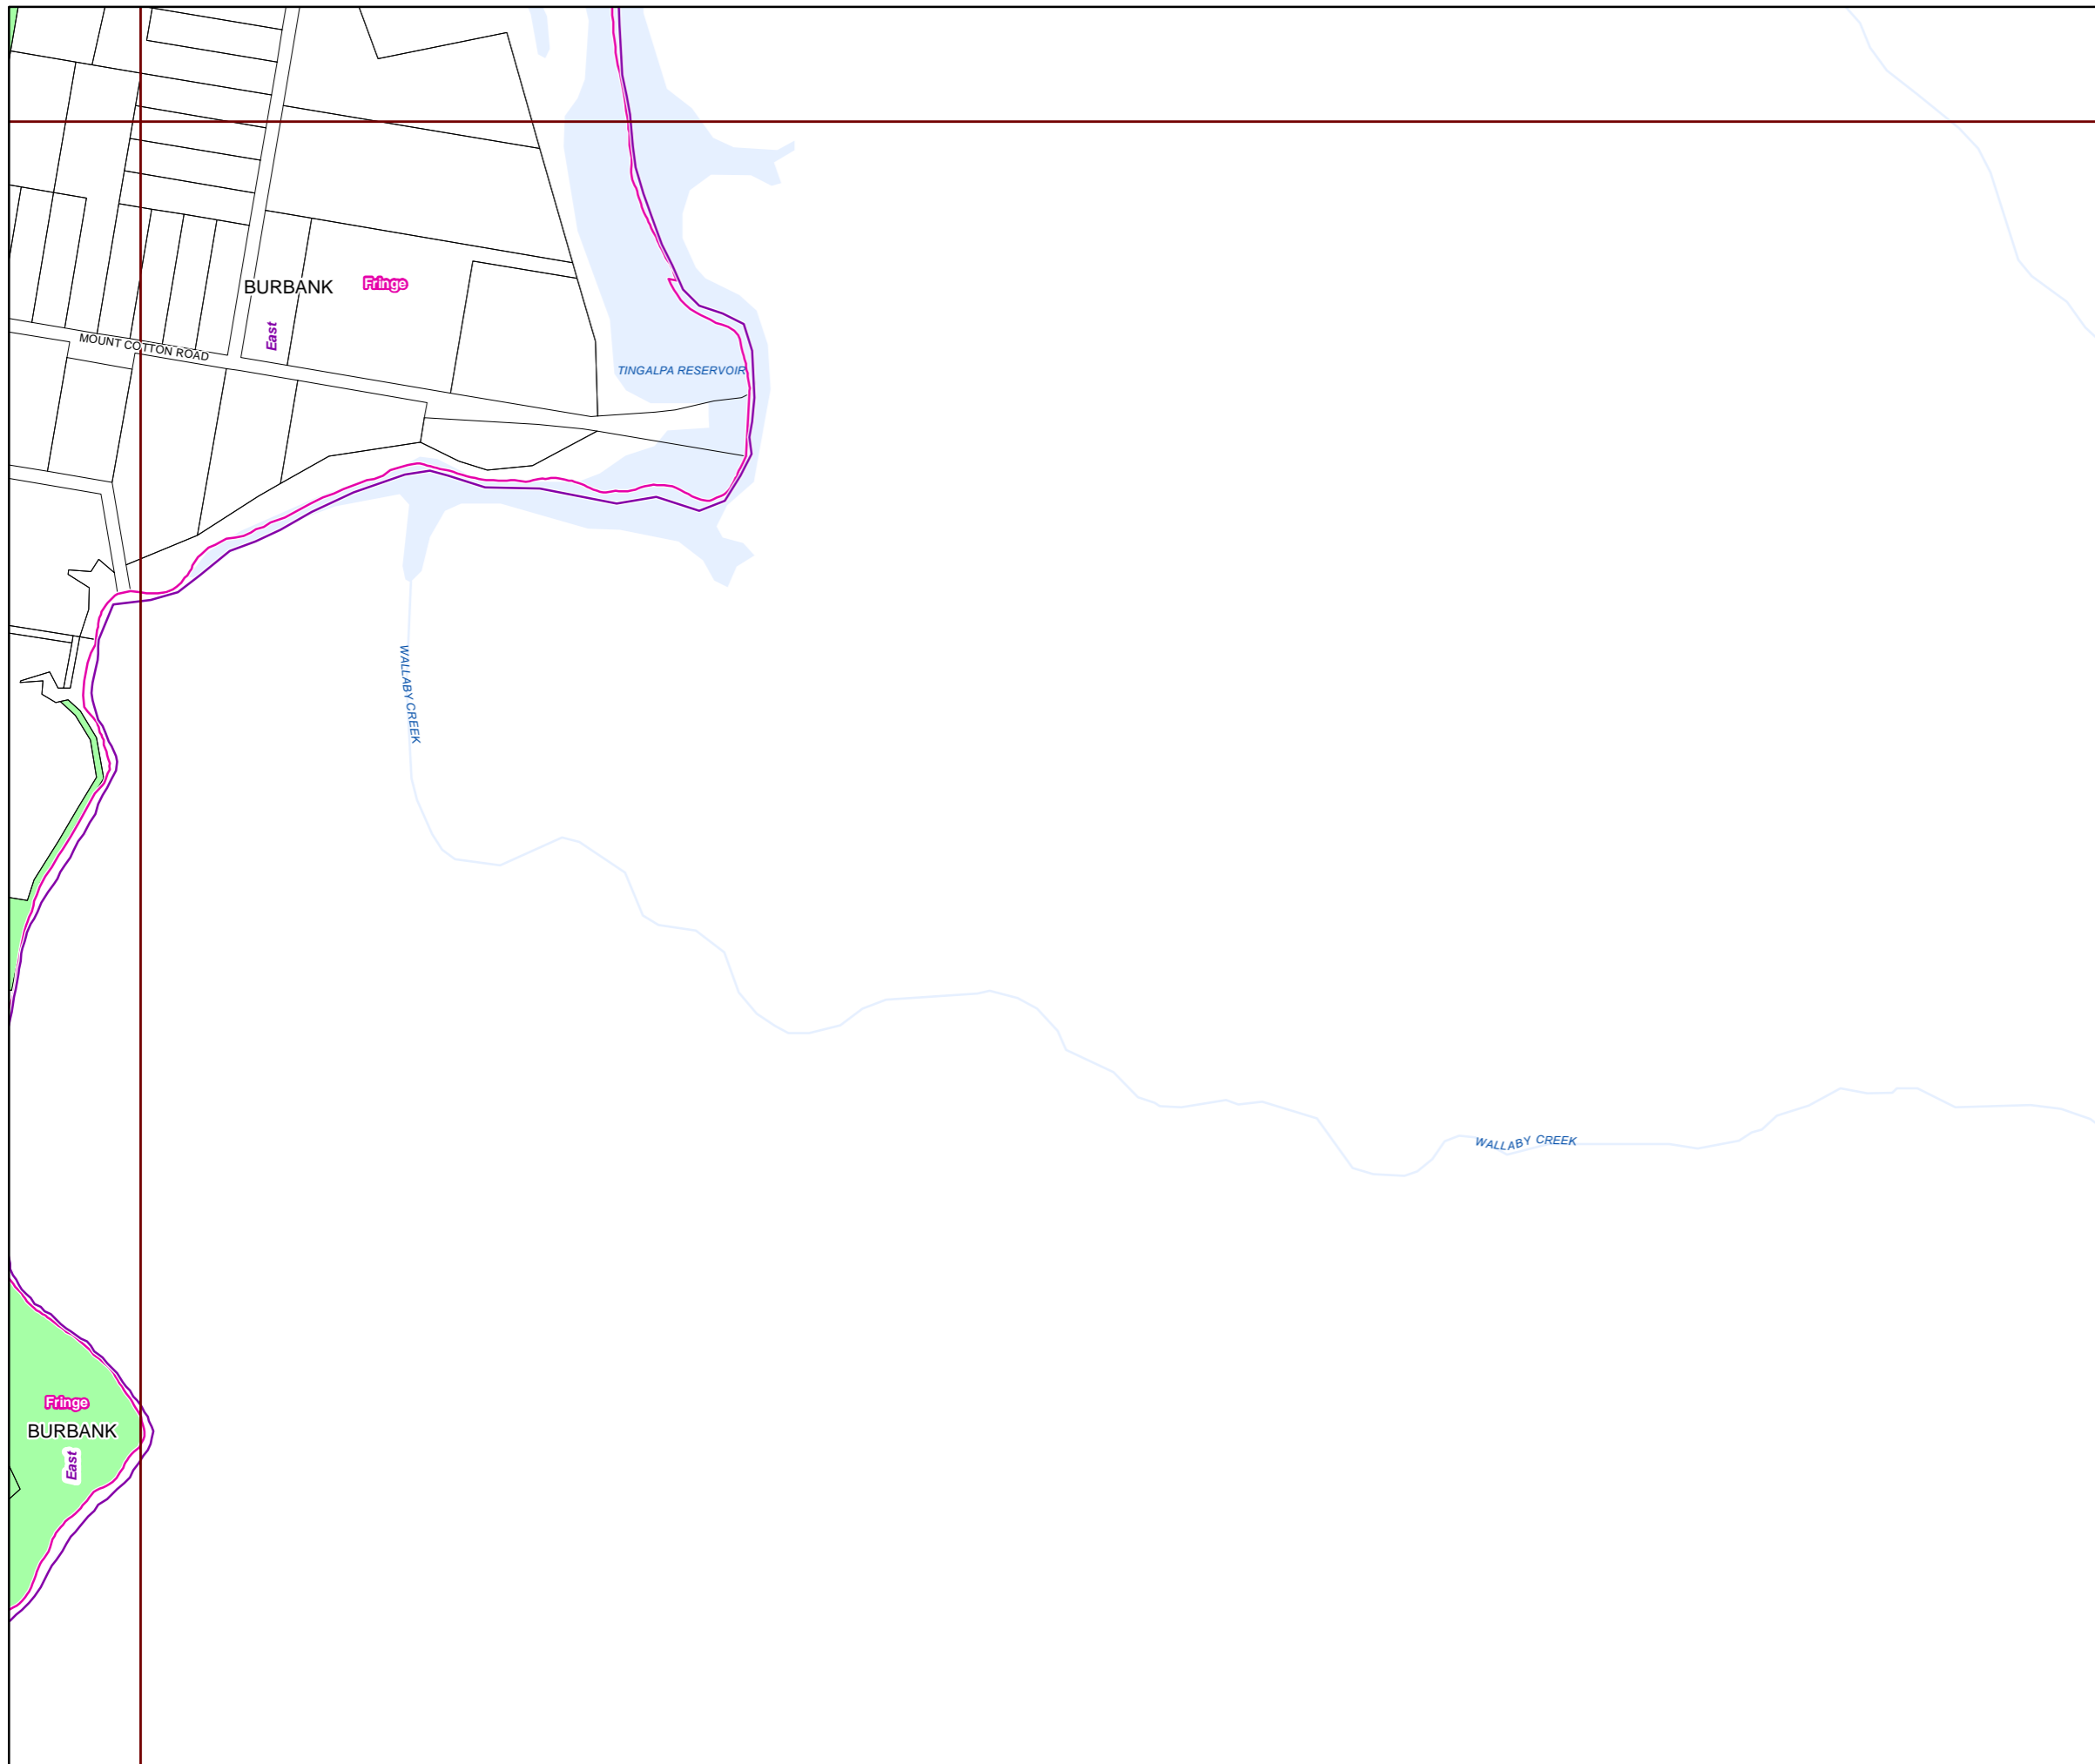 BURBANK
Fringe
East
MOUNT COTTON ROAD
TINGALPA RESERVOIR
WALLABY CREEK
WALLABY CREEK
Fringe
BURBANK
East